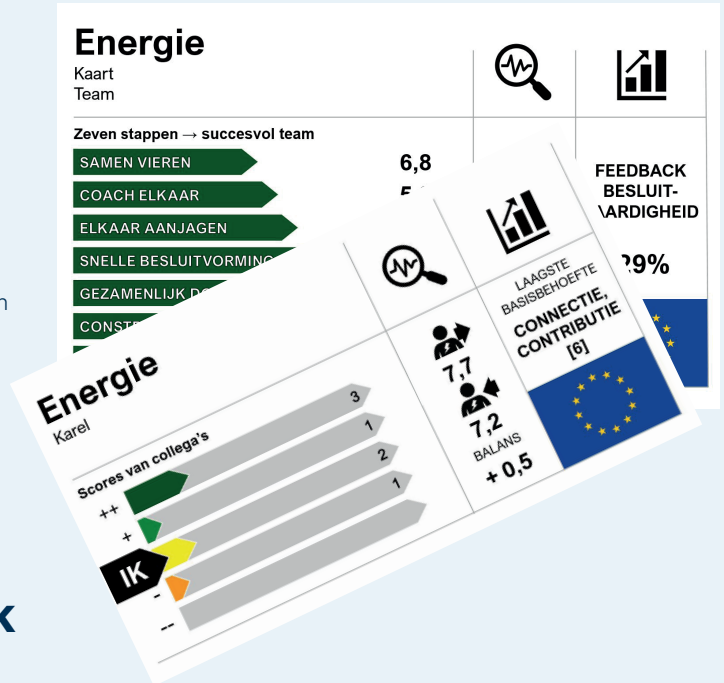 Energie
Kaart
Team
Zeven stappen → succesvol team
SAMEN VIEREN 6,8
COACH ELKAAR
ELKAAR AANJAGEN
SNELLE BESLUITVORMING
GEZAMENLIJK
FEEDBACK
BESLUIT-
29%
Energie
Karel
Scores van collega's
++ 3
+ 1
IK 2
- 1
--
7,7
7,2
BALANS
+ 0,5
LAAGSTE
BASISBEHOEFTE
CONNECTIE,
CONTRIBUTIE
[6]